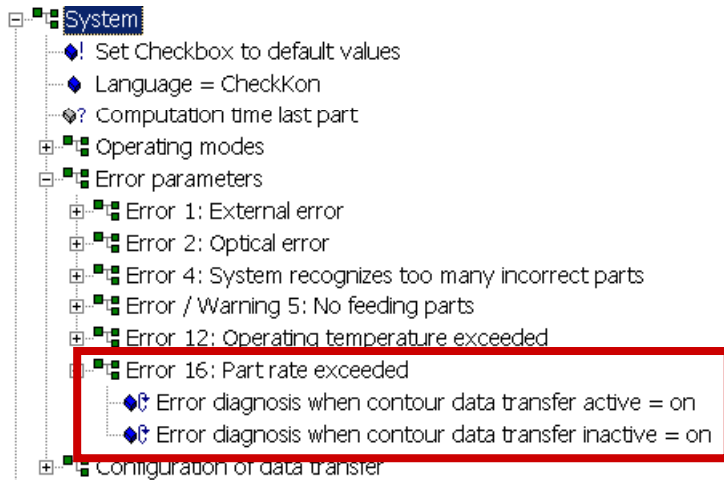 System
Set Checkbox to default values
Language = CheckKon
Computation time last part
Operating modes
Error parameters
Error 1: External error
Error 2: Optical error
Error 4: System recognizes too many incorrect parts
Error / Warning 5: No feeding parts
Error 12: Operating temperature exceeded
Error 16: Part rate exceeded
Error diagnosis when contour data transfer active = on
Error diagnosis when contour data transfer inactive = on
Configuration of data transfer